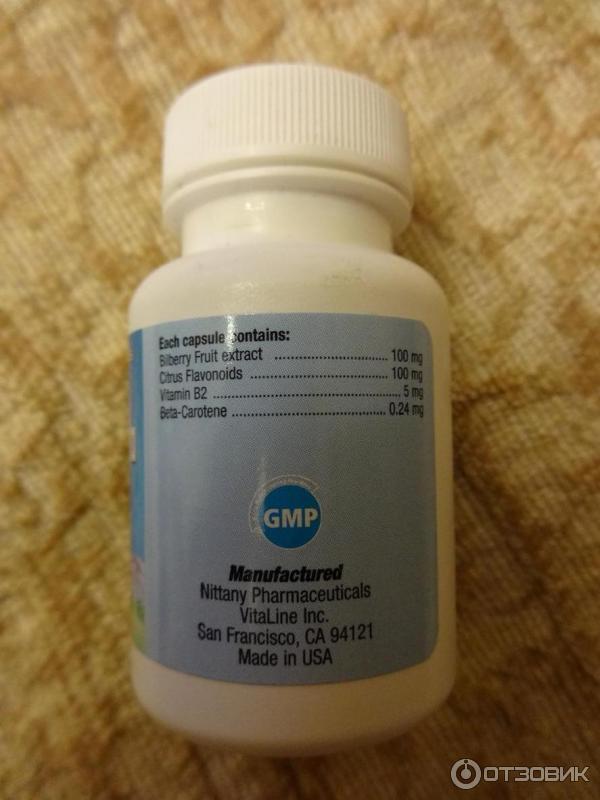 Each capsule contains:
Bilberry Fruit extract ........................................ 100 mg
Citrus Flavonoids ............................................. 100 mg
Vitamin B2 ......................................................... 5 mg
Beta-Carotene ............................................... 0.24 mg
GMP
Manufactured
Nittany Pharmaceuticals
VitaLine Inc.
San Francisco, CA 94121
Made in USA
ОТЗОВИК